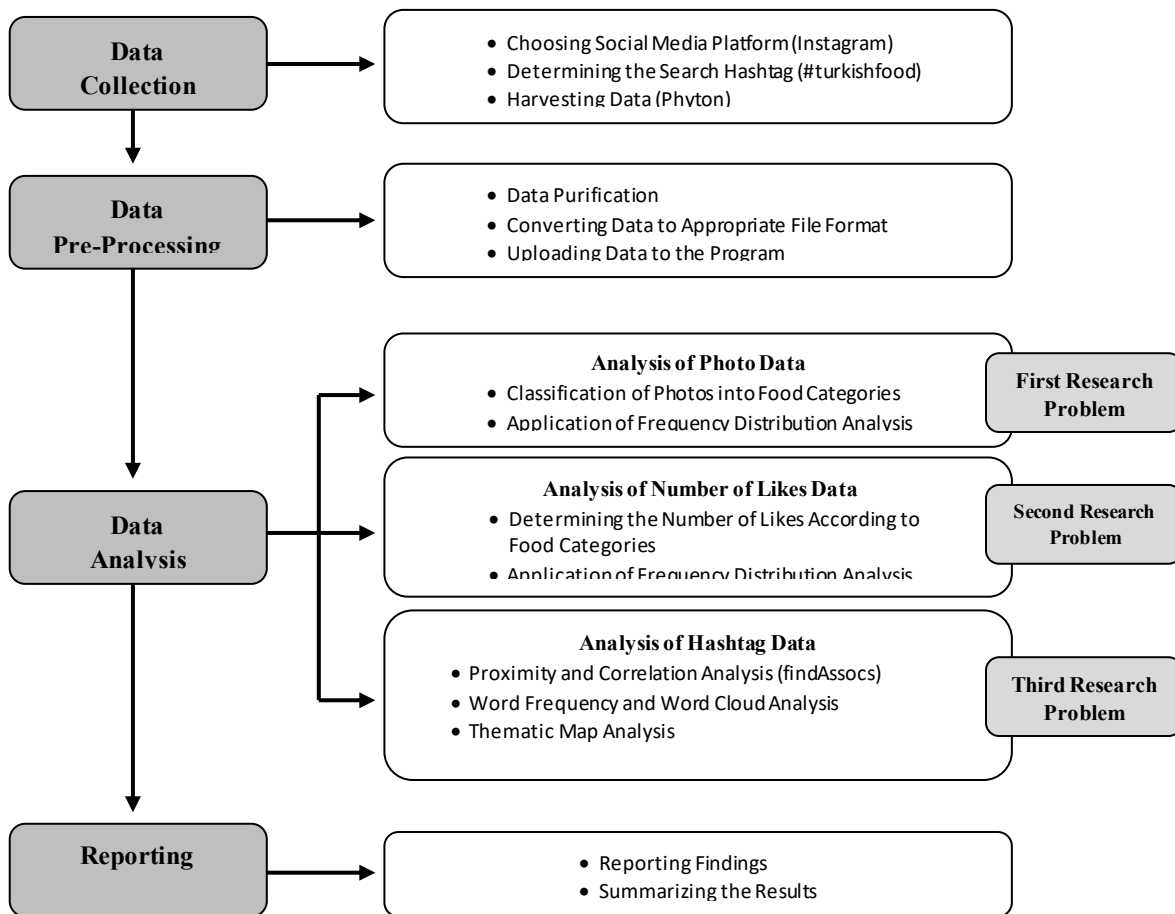 Data
Collection
• Choosing Social Media Platform (Instagram)
• Determining the Search Hashtag (#turkishfood)
• Harvesting Data (Phyton)
Data
Pre-Processing
• Data Purification
• Converting Data to Appropriate File Format
• Uploading Data to the Program
Analysis of Photo Data
• Classification of Photos into Food Categories
• Application of Frequency Distribution Analysis
First Research
Problem
Data
Analysis
Analysis of Number of Likes Data
• Determining the Number of Likes According to
Food Categories
• Application of Frequency Distribution Analysis
Second Research
Problem
Analysis of Hashtag Data
• Proximity and Correlation Analysis (findAssocs)
• Word Frequency and Word Cloud Analysis
• Thematic Map Analysis
Third Research
Problem
Reporting
• Reporting Findings
• Summarizing the Results